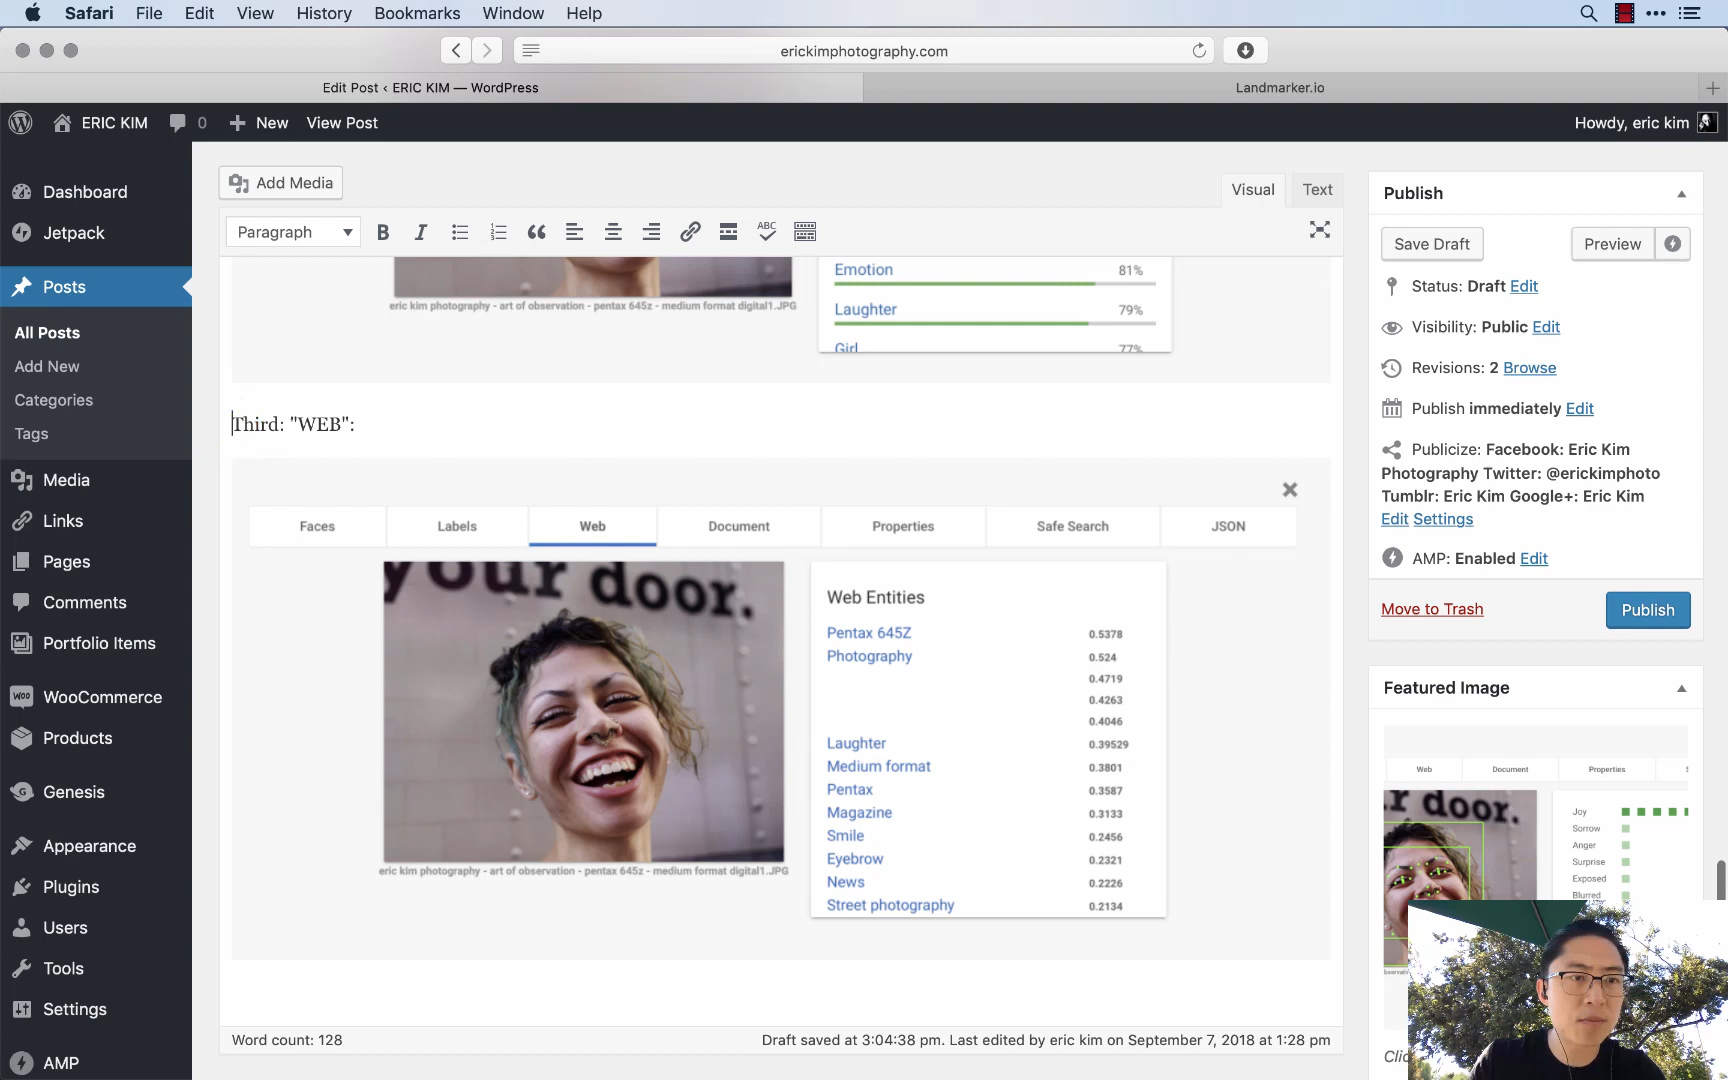 Safari File Edit View History Bookmarks Window Help
erickimphotography.com
Edit Post ‹ ERIC KIM — WordPress
Landmarker.io
ERIC KIM 0 New View Post
Howdy, eric kim
Dashboard
Jetpack
Posts
All Posts
Add New
Categories
Tags
Media
Links
Pages
Comments
Portfolio Items
WOO WooCommerce
Products
G Genesis
Appearance
Plugins
Users
Tools
Settings
AMP
Add Media
Visual Text
Paragraph B I ABC
Emotion 81%
Laughter 79%
Girl 77%
eric kim photography - art of observation - pentax 645z - medium format digital1.JPG
Third: "WEB":
Faces Labels Web Document Properties Safe Search JSON
your door.
eric kim photography - art of observation - pentax 645z - medium format digital1.JPG
Web Entities
Pentax 645Z 0.5378
Photography 0.524
0.4719
0.4263
0.4046
Laughter 0.39529
Medium format 0.3801
Pentax 0.3587
Magazine 0.3133
Smile 0.2456
Eyebrow 0.2321
News 0.2226
Street photography 0.2134
Word count: 128
Draft saved at 3:04:38 pm. Last edited by eric kim on September 7, 2018 at 1:28 pm
Publish
Save Draft Preview
Status: Draft Edit
Visibility: Public Edit
Revisions: 2 Browse
Publish immediately Edit
Publicize: Facebook: Eric Kim
Photography Twitter: @erickimphoto
Tumblr: Eric Kim Google+: Eric Kim
Edit Settings
AMP: Enabled Edit
Move to Trash Publish
Featured Image
Web Document Properties
r door.
Joy
Sorrow
Anger
Surprise
Exposed
Blurred